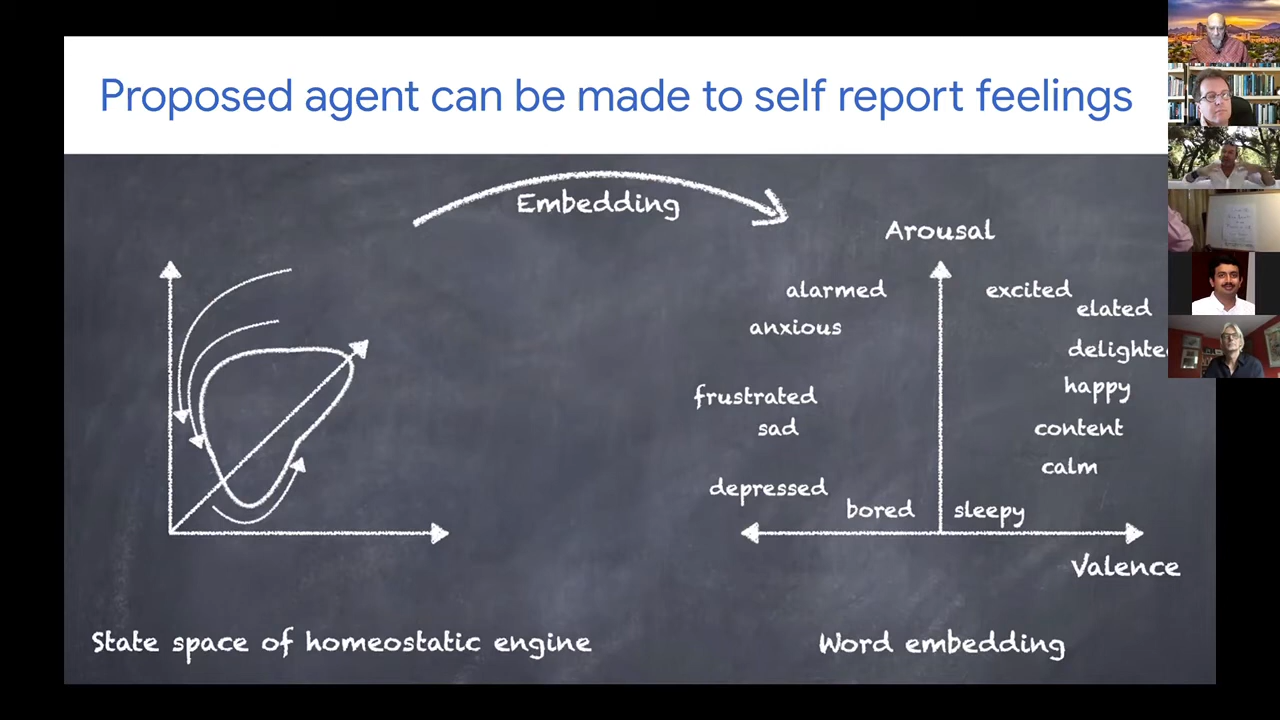 Proposed agent can be made to self report feelings
Embedding
Arousal
alarmed
excited
elated
anxious
delighte
happy
frustrated
sad
content
calm
depressed
bored
sleepy
Valence
State space of homeostatic engine
Word embedding